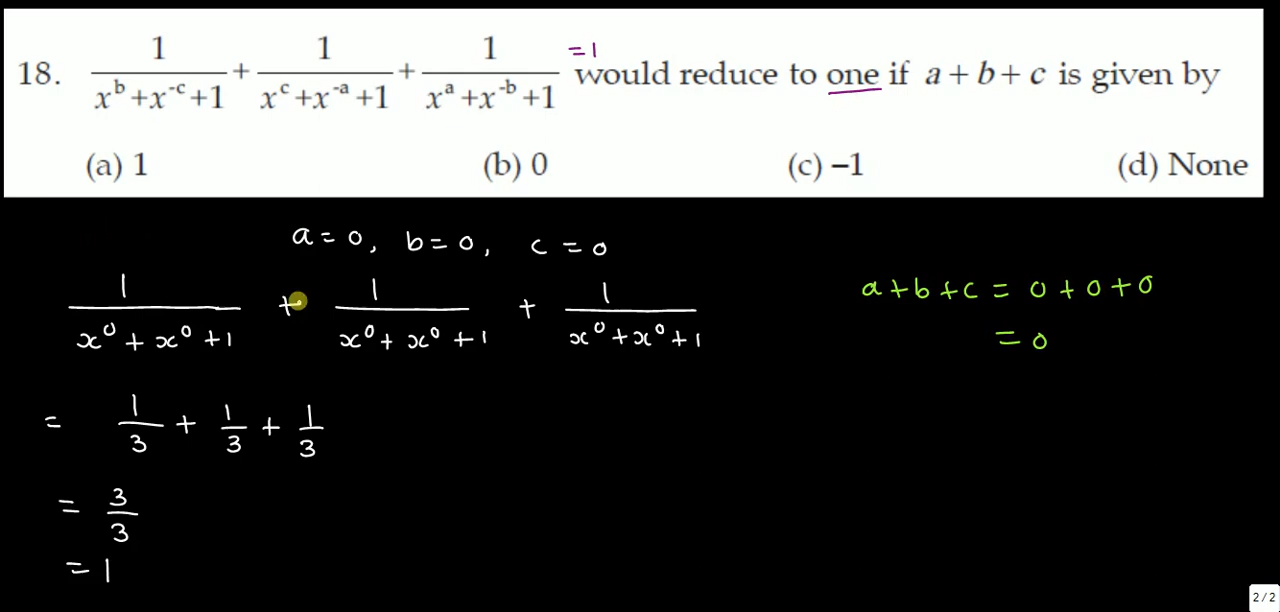 18. 1/(x^b + x^-c + 1) + 1/(x^c + x^-a + 1) + 1/(x^a + x^-b + 1) =1 would reduce to one if a + b + c is given by
(a) 1 (b) 0 (c) –1 (d) None
a = 0, b = 0, c = 0
1/(x^0 + x^0 + 1) + 1/(x^0 + x^0 + 1) + 1/(x^0 + x^0 + 1)
a + b + c = 0 + 0 + 0
= 0
= 1/3 + 1/3 + 1/3
= 3/3
= 1
2/2